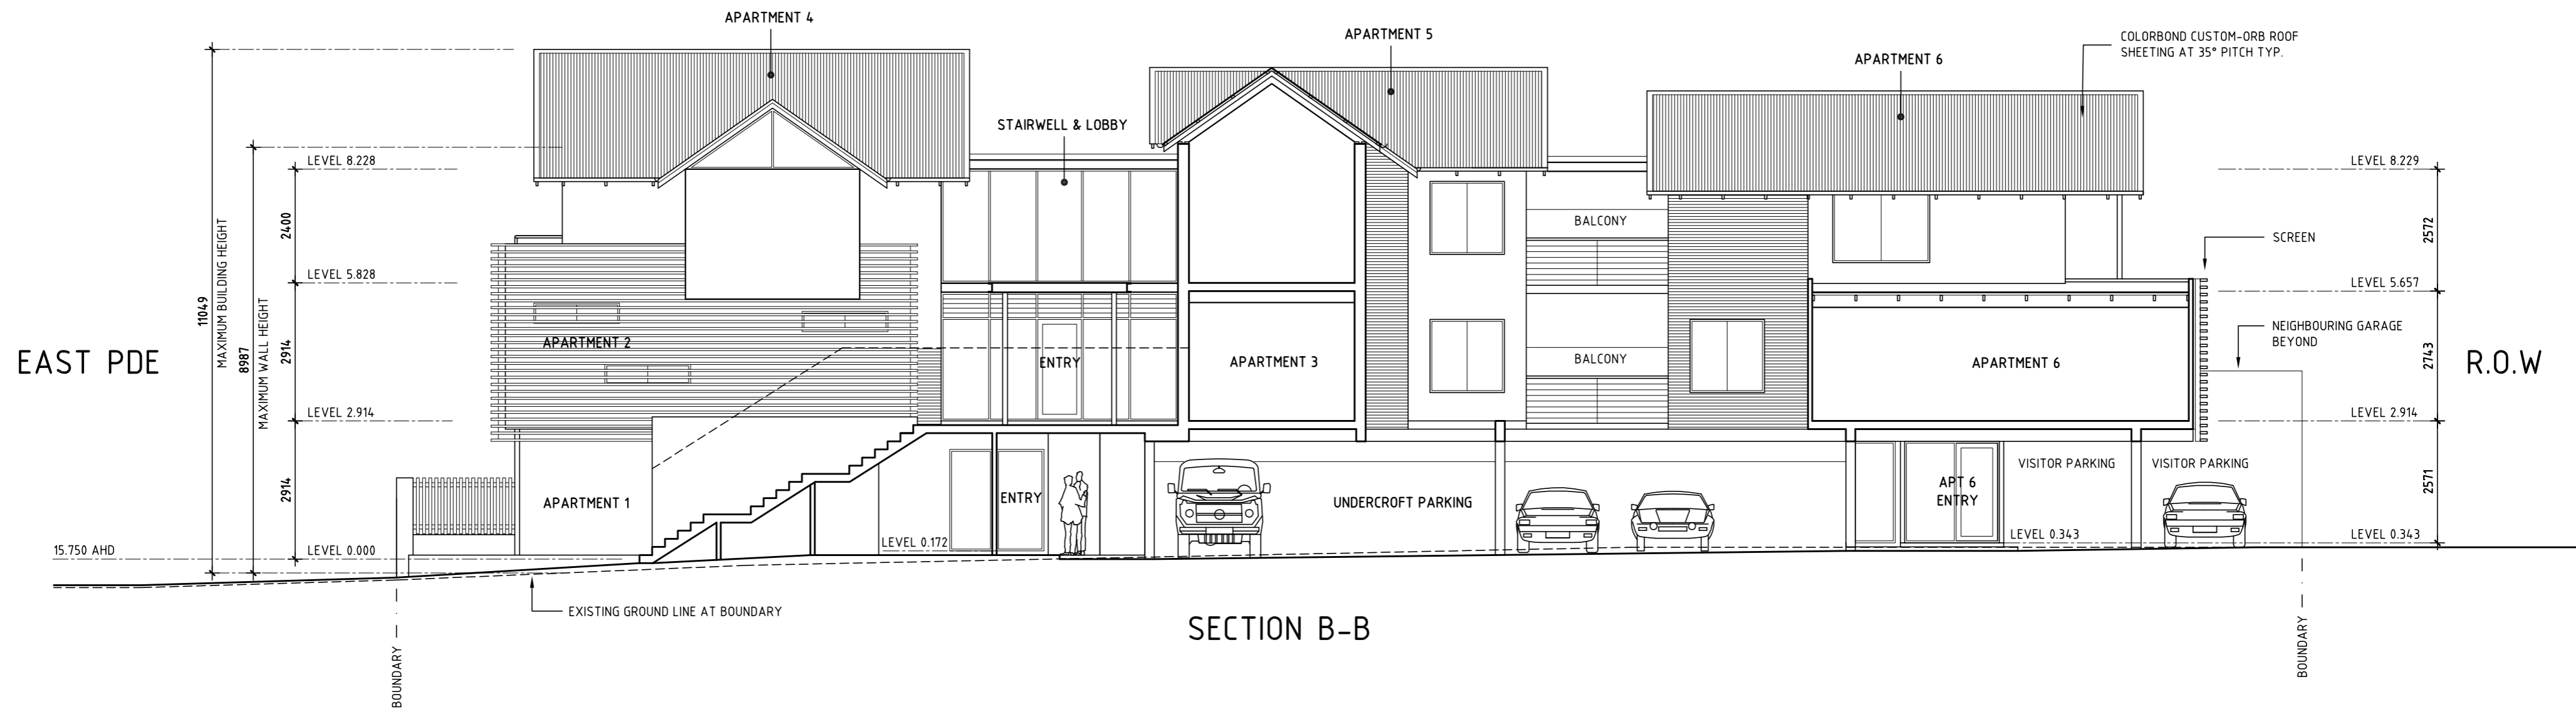 APARTMENT 4
APARTMENT 5
APARTMENT 6
COLORBOND CUSTOM-ORB ROOF
SHEETING AT 35° PITCH TYP.
STAIRWELL & LOBBY
LEVEL 8.228
LEVEL 8.229
2400
BALCONY
2572
SCREEN
MAXIMUM BUILDING HEIGHT
11049
LEVEL 5.828
LEVEL 5.657
MAXIMUM WALL HEIGHT
8987
2914
APARTMENT 2
NEIGHBOURING GARAGE
BEYOND
EAST PDE
ENTRY
APARTMENT 3
BALCONY
APARTMENT 6
2743
R.O.W
LEVEL 2.914
LEVEL 2.914
2914
APARTMENT 1
ENTRY
UNDERCROFT PARKING
APT 6
ENTRY
VISITOR PARKING
VISITOR PARKING
2571
15.750 AHD
LEVEL 0.000
LEVEL 0.172
LEVEL 0.343
LEVEL 0.343
EXISTING GROUND LINE AT BOUNDARY
SECTION B-B
BOUNDARY
BOUNDARY